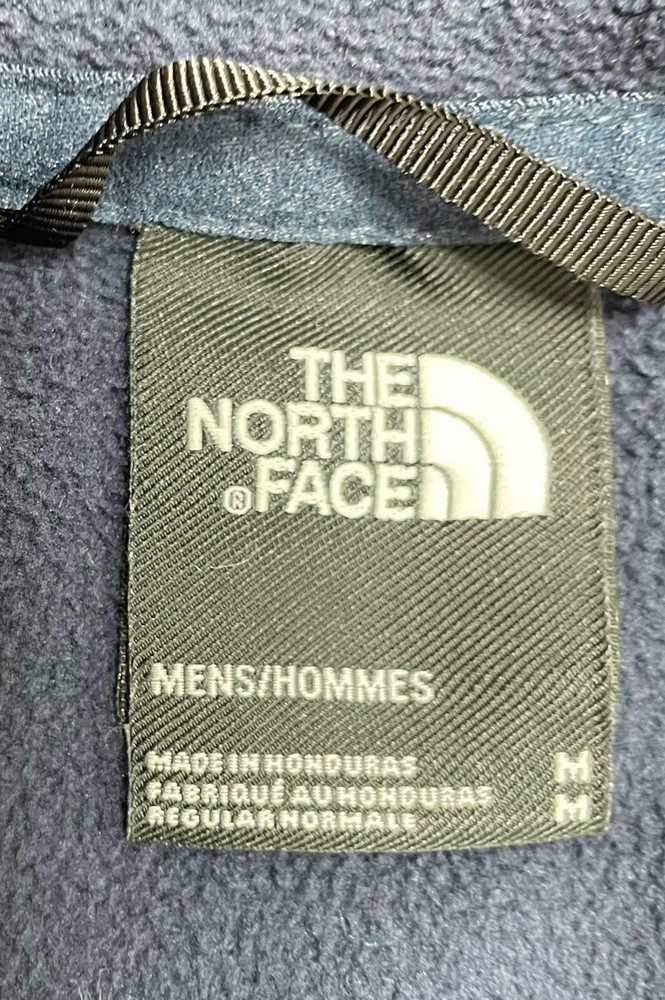 THE
NORTH
FACE
MENS/HOMMES
MADE IN HONDURAS M
FABRIQUÉ AU HONDURAS M
REGULAR NORMALE